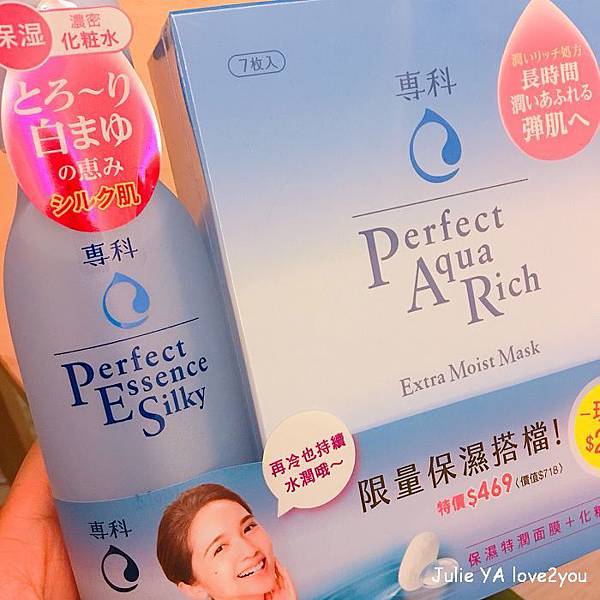 保湿
濃密
化粧水
とろ～り
白まゆ
の恵み
シルク肌
専科
Perfect
Essence
Silky
専科
7枚入
専科
Perfect
Aqua
Rich
Extra Moist Mask
潤いリッチ処方
長時間
潤いあふれる
弾肌へ
再冷也持續
水潤哦～
限量保濕搭檔!
特價$469(價值$718)
保濕特潤面膜+化粧
Julie YA love2you